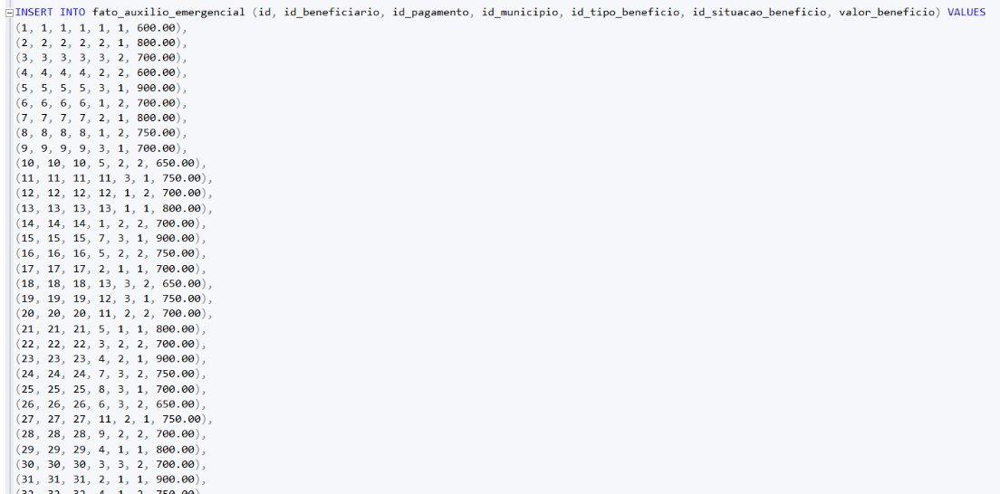 INSERT INTO fato_auxilio_emergencial (id, id_beneficiario, id_pagamento, id_municipio, id_tipo_beneficio, id_situacao_beneficio, valor_beneficio) VALUES
(1, 1, 1, 1, 1, 1, 600.00),
(2, 2, 2, 2, 2, 1, 800.00),
(3, 3, 3, 3, 3, 2, 700.00),
(4, 4, 4, 4, 2, 2, 600.00),
(5, 5, 5, 5, 3, 1, 900.00),
(6, 6, 6, 6, 1, 2, 700.00),
(7, 7, 7, 7, 2, 1, 800.00),
(8, 8, 8, 8, 1, 2, 750.00),
(9, 9, 9, 9, 3, 1, 700.00),
(10, 10, 10, 5, 2, 2, 650.00),
(11, 11, 11, 11, 3, 1, 750.00),
(12, 12, 12, 12, 1, 2, 700.00),
(13, 13, 13, 13, 1, 1, 800.00),
(14, 14, 14, 1, 2, 2, 700.00),
(15, 15, 15, 7, 3, 1, 900.00),
(16, 16, 16, 5, 2, 2, 750.00),
(17, 17, 17, 2, 1, 1, 700.00),
(18, 18, 18, 13, 3, 2, 650.00),
(19, 19, 19, 12, 3, 1, 750.00),
(20, 20, 20, 11, 2, 2, 700.00),
(21, 21, 21, 5, 1, 1, 800.00),
(22, 22, 22, 3, 2, 2, 700.00),
(23, 23, 23, 4, 2, 1, 900.00),
(24, 24, 24, 7, 3, 2, 750.00),
(25, 25, 25, 8, 3, 1, 700.00),
(26, 26, 26, 6, 3, 2, 650.00),
(27, 27, 27, 11, 2, 1, 750.00),
(28, 28, 28, 9, 2, 2, 700.00),
(29, 29, 29, 4, 1, 1, 800.00),
(30, 30, 30, 3, 3, 2, 700.00),
(31, 31, 31, 2, 1, 1, 900.00),
(32, 32, 32, 4, 1, 2, 750.00)